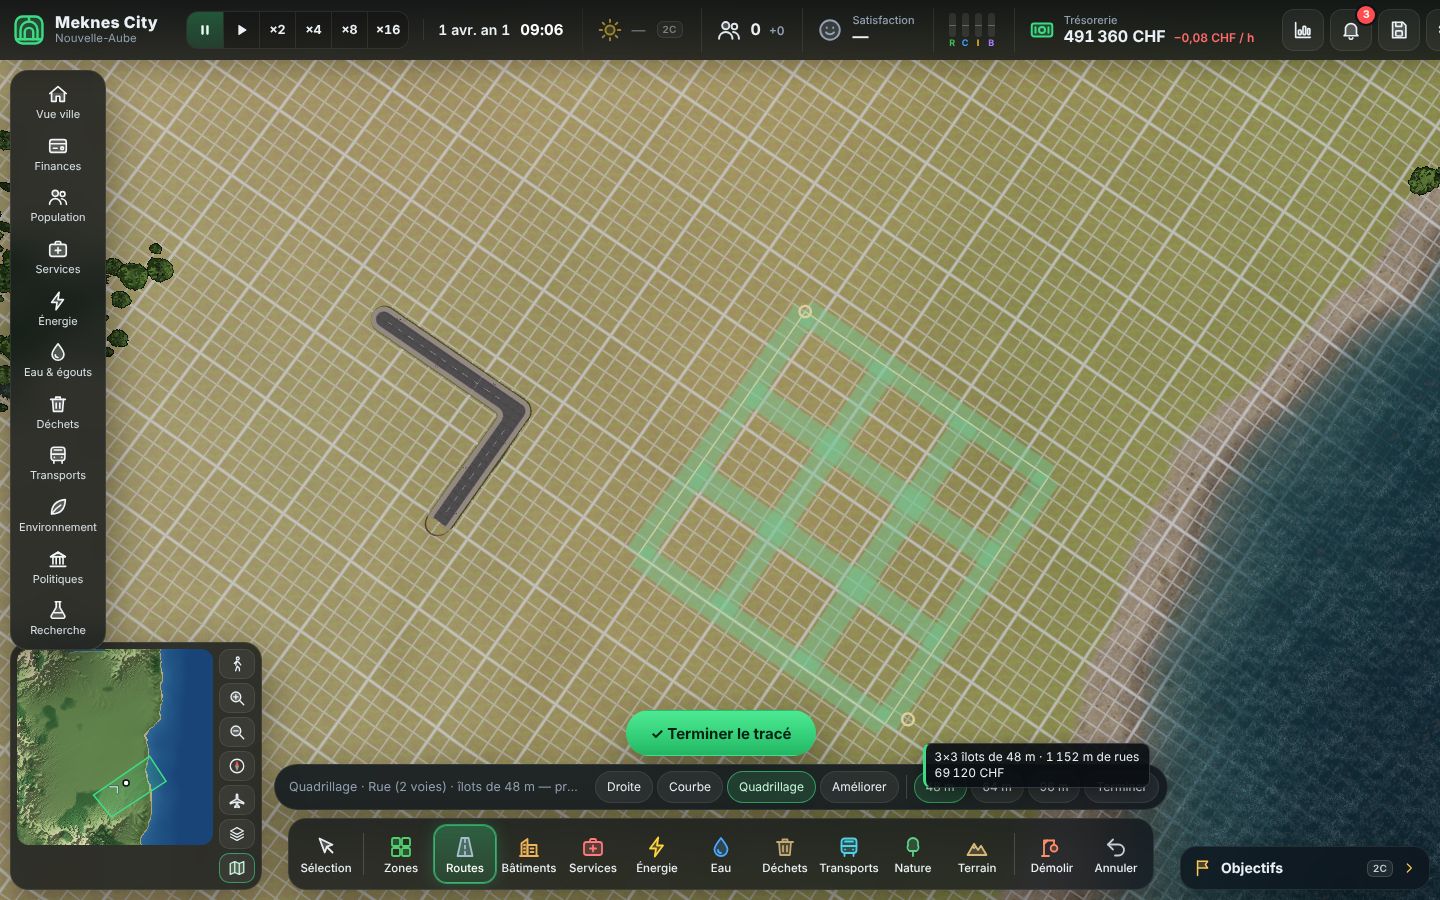 Meknes City
Nouvelle-Aube
×2
×4
×8
×16
1 avr. an 1 09:06
—
2C
0 +0
Satisfaction
—
R C I B
Trésorerie
491 360 CHF −0,08 CHF / h
3
Vue ville
Finances
Population
Services
Énergie
Eau & égouts
Déchets
Transports
Environnement
Politiques
Recherche
✓ Terminer le tracé
3×3 îlots de 48 m · 1 152 m de rues
69 120 CHF
Quadrillage · Rue (2 voies) · îlots de 48 m — pr...
Droite
Courbe
Quadrillage
Améliorer
48 m
64 m
96 m
Terminer
Sélection
Zones
Routes
Bâtiments
Services
Énergie
Eau
Déchets
Transports
Nature
Terrain
Démolir
Annuler
Objectifs
2C